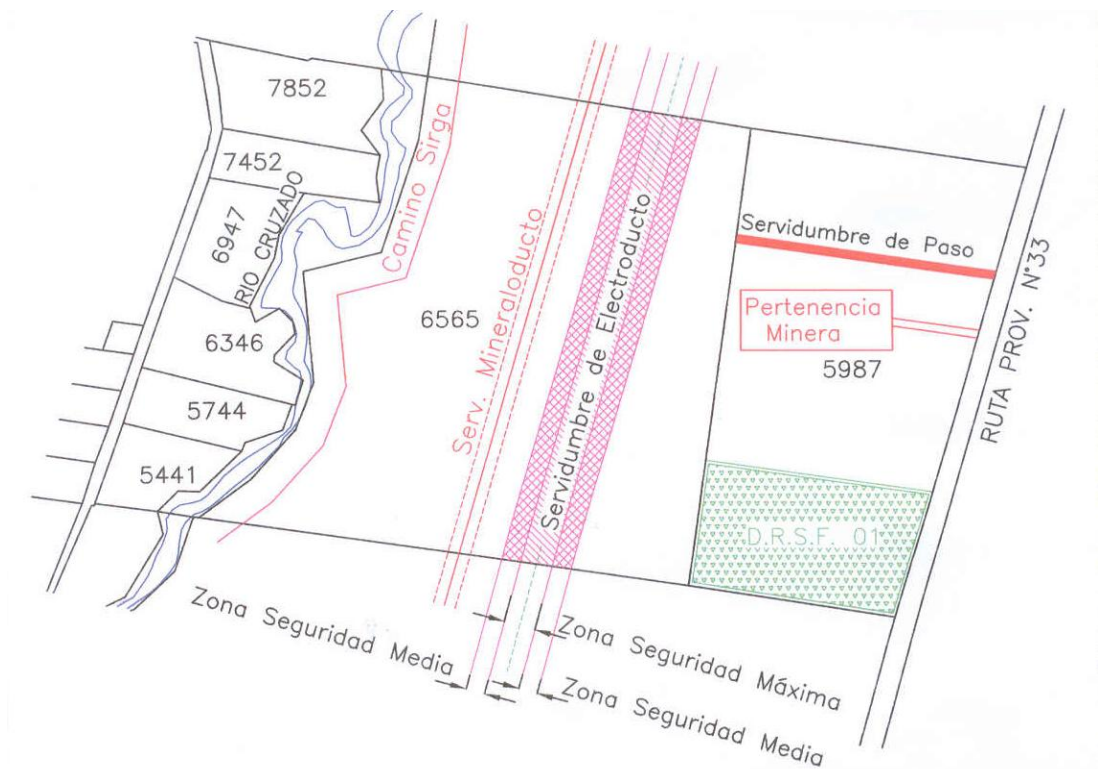 7852
7452
6947
RIO CRUZADO
6346
5744
5441
Camino Sirga
6565
Serv. Mineraloducto
Servidumbre de Electroducto
Servidumbre de Paso
Pertenencia
Minera
5987
D.R.S.F. 01
RUTA PROV. N°33
Zona Seguridad Media
Zona Seguridad Máxima
Zona Seguridad Media